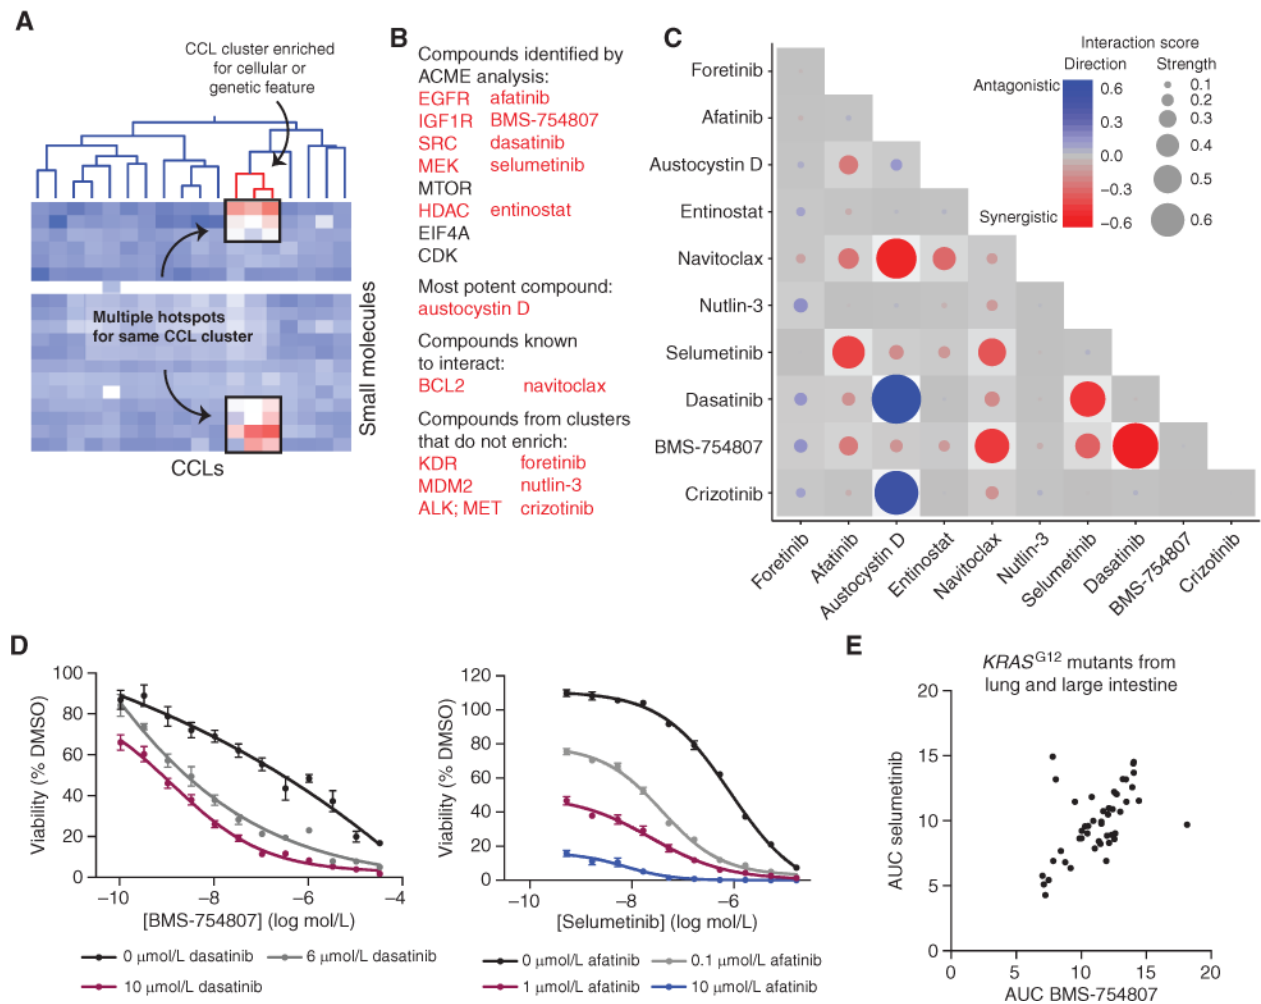 A
CCL cluster enriched
for cellular or
genetic feature
Multiple hotspots
for same CCL cluster
Small molecules
CCLs
B
Compounds identified by
ACME analysis:
EGFR afatinib
IGF1R BMS-754807
SRC dasatinib
MEK selumetinib
MTOR
HDAC entinostat
EIF4A
CDK
Most potent compound:
austocystin D
Compounds known
to interact:
BCL2 navitoclax
Compounds from clusters
that do not enrich:
KDR foretinib
MDM2 nutlin-3
ALK; MET crizotinib
C
Interaction score
Direction Strength
Antagonistic
Synergistic
0.6
0.3
0.0
−0.3
−0.6
0.1
0.2
0.3
0.4
0.5
0.6
Foretinib
Afatinib
Austocystin D
Entinostat
Navitoclax
Nutlin-3
Selumetinib
Dasatinib
BMS-754807
Crizotinib
Foretinib
Afatinib
Austocystin D
Entinostat
Navitoclax
Nutlin-3
Selumetinib
Dasatinib
BMS-754807
Crizotinib
D
Viability (% DMSO)
100
80
60
40
20
0
−10 −8 −6 −4
[BMS-754807] (log mol/L)
0 μmol/L dasatinib 6 μmol/L dasatinib
10 μmol/L dasatinib
Viability (% DMSO)
120
100
80
60
40
20
0
−10 −8 −6
[Selumetinib] (log mol/L)
0 μmol/L afatinib 0.1 μmol/L afatinib
1 μmol/L afatinib 10 μmol/L afatinib
E
KRAS G12 mutants from
lung and large intestine
AUC selumetinib
20
15
10
5
0
0 5 10 15 20
AUC BMS-754807